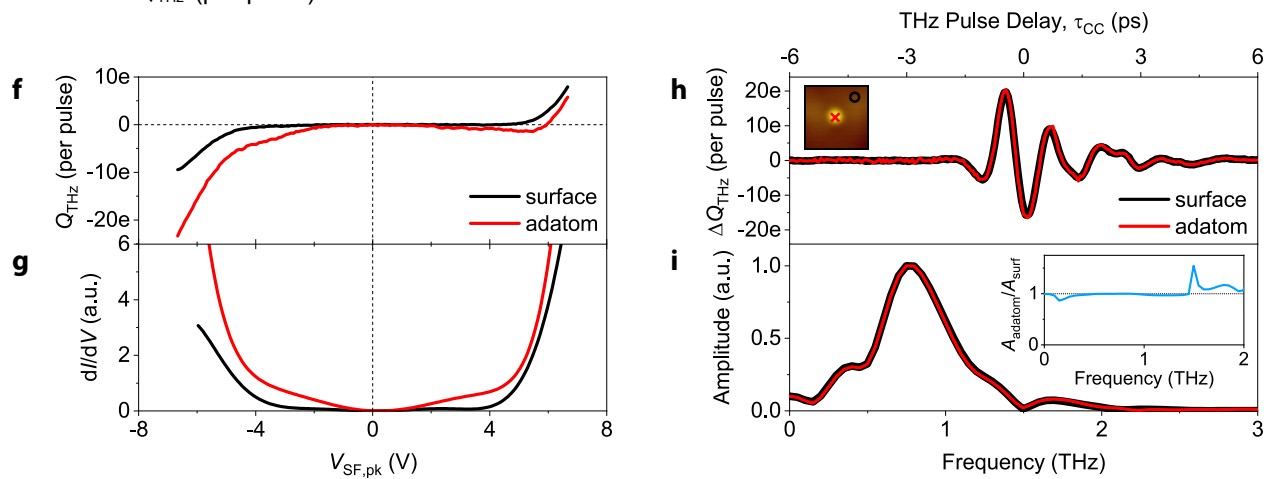 THz Pulse Delay, τCC (ps)
-6 -3 0 3 6
f
10e
0
-10e
-20e
QTHz (per pulse)
surface
adatom
g
6
4
2
0
dI/dV (a.u.)
-8 -4 0 4 8
VSF,pk (V)
h
20e
10e
0
-10e
-20e
ΔQTHz (per pulse)
surface
adatom
i
1.0
0.5
0.0
Amplitude (a.u.)
Aadatom/Asurf
1
0
0 1 2
Frequency (THz)
0 1 2 3
Frequency (THz)